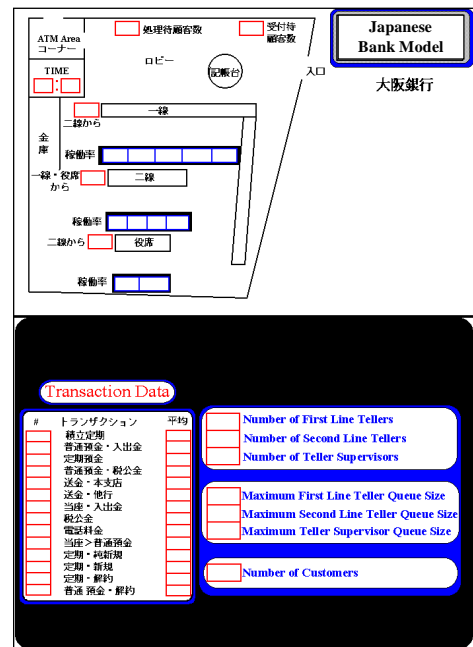 ATM Area
コーナー
処理待顧客数
受付待
顧客数
Japanese
Bank Model
TIME
ロビー
記帳台
入口
大阪銀行
一線
二線から
金
庫
稼働率
一線・役席
から
二線
稼働率
二線から
役席
稼働率
Transaction Data
# トランザクション 平均
積立定期
普通預金・入出金
定期預金
普通預金・税公金
送金・本支店
送金・他行
当座・入出金
税公金
電話料金
当座＞普通預金
定期・純新規
定期・新規
定期・解約
普通 預金・解約
Number of First Line Tellers
Number of Second Line Tellers
Number of Teller Supervisors
Maximum First Line Teller Queue Size
Maximum Second Line Teller Queue Size
Maximum Teller Supervisor Queue Size
Number of Customers